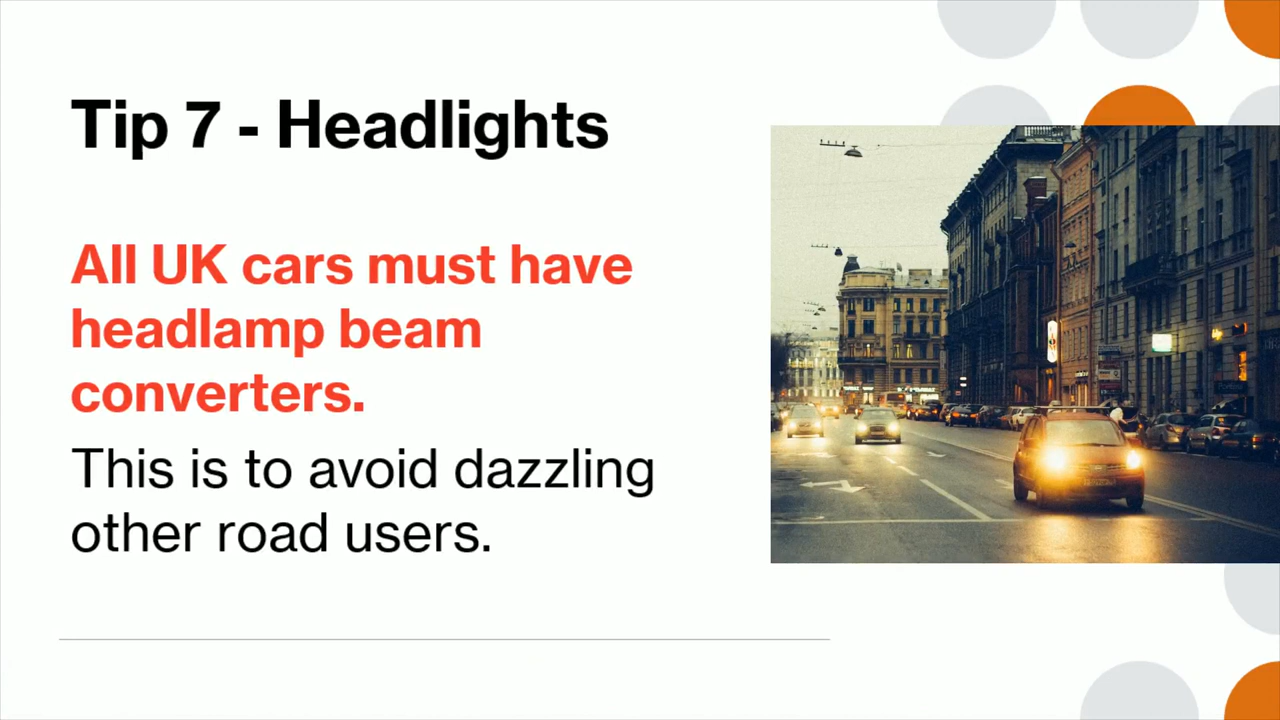 Tip 7 - Headlights
All UK cars must have
headlamp beam
converters.
This is to avoid dazzling
other road users.